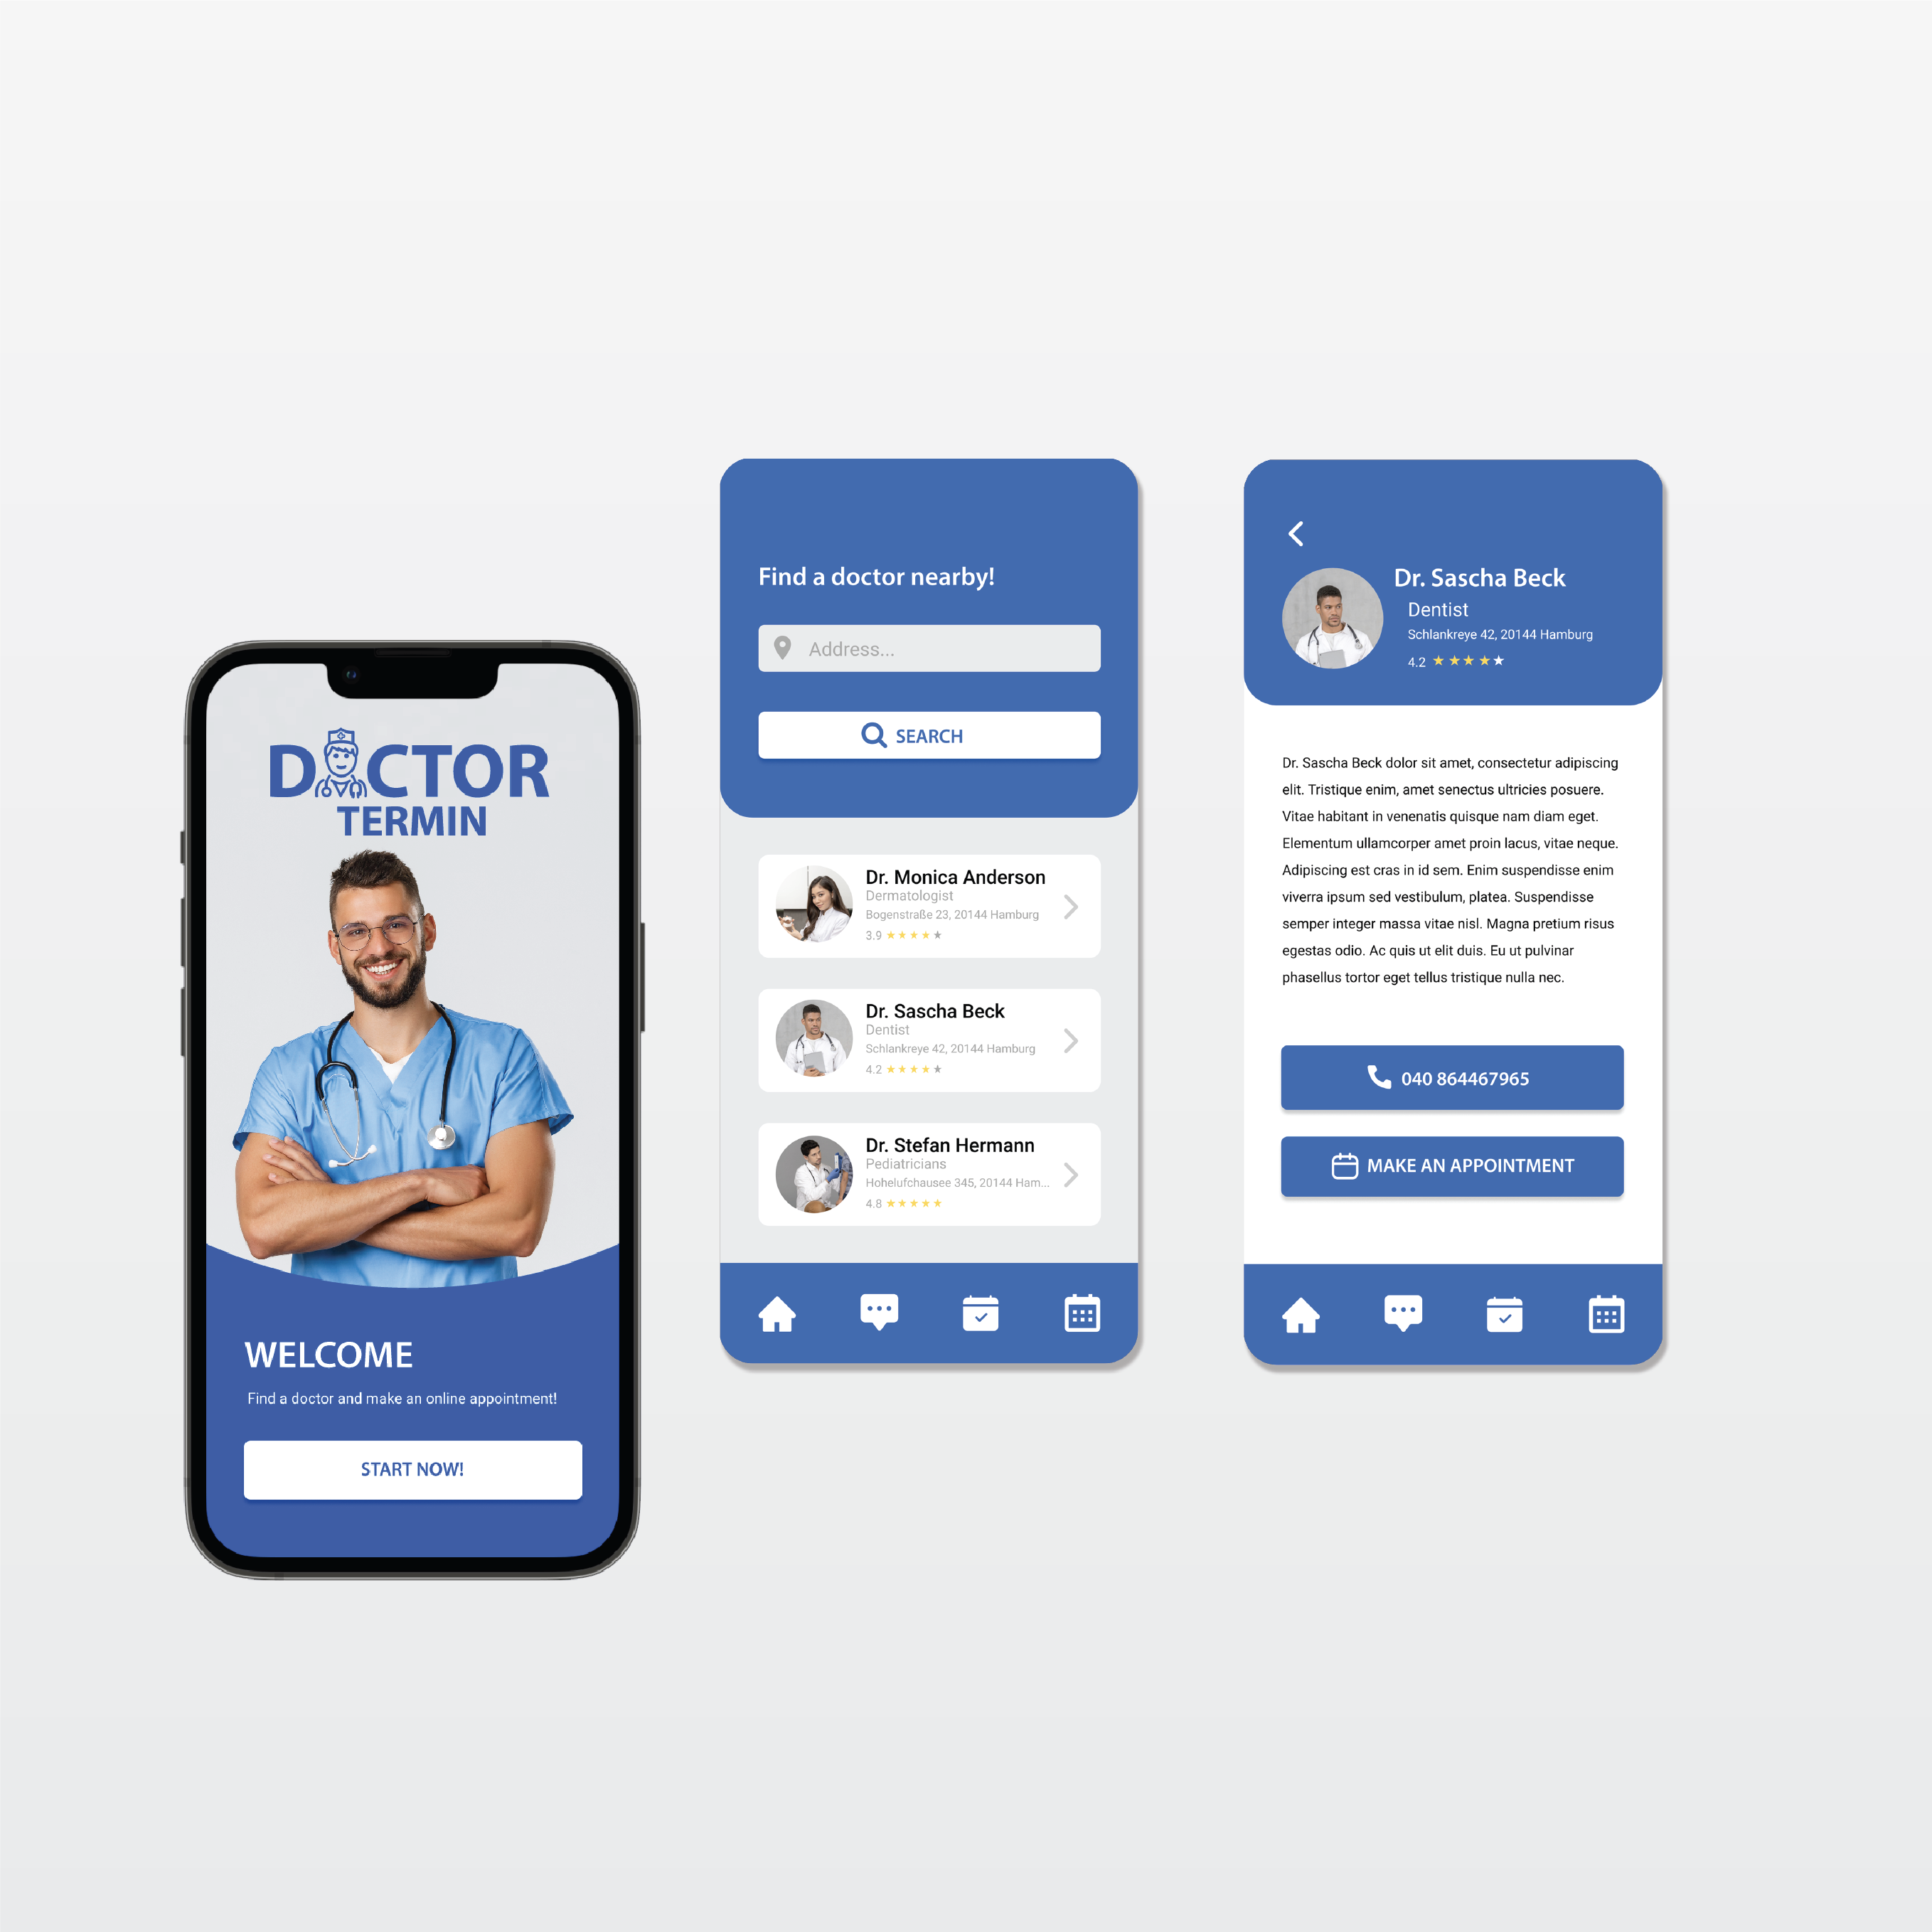 DOCTOR
TERMIN
WELCOME
Find a doctor and make an online appointment!
START NOW!
Find a doctor nearby!
Address...
SEARCH
Dr. Monica Anderson
Dermatologist
Bogenstraße 23, 20144 Hamburg
3.9
Dr. Sascha Beck
Dentist
Schlankreye 42, 20144 Hamburg
4.2
Dr. Stefan Hermann
Pediatricians
Hohelufchausee 345, 20144 Ham...
4.8
Dr. Sascha Beck
Dentist
Schlankreye 42, 20144 Hamburg
4.2
Dr. Sascha Beck dolor sit amet, consectetur adipiscing
elit. Tristique enim, amet senectus ultricies posuere.
Vitae habitant in venenatis quisque nam diam eget.
Elementum ullamcorper amet proin lacus, vitae neque.
Adipiscing est cras in id sem. Enim suspendisse enim
viverra ipsum sed vestibulum, platea. Suspendisse
semper integer massa vitae nisl. Magna pretium risus
egestas odio. Ac quis ut elit duis. Eu ut pulvinar
phasellus tortor eget tellus tristique nulla nec.
040 864467965
MAKE AN APPOINTMENT